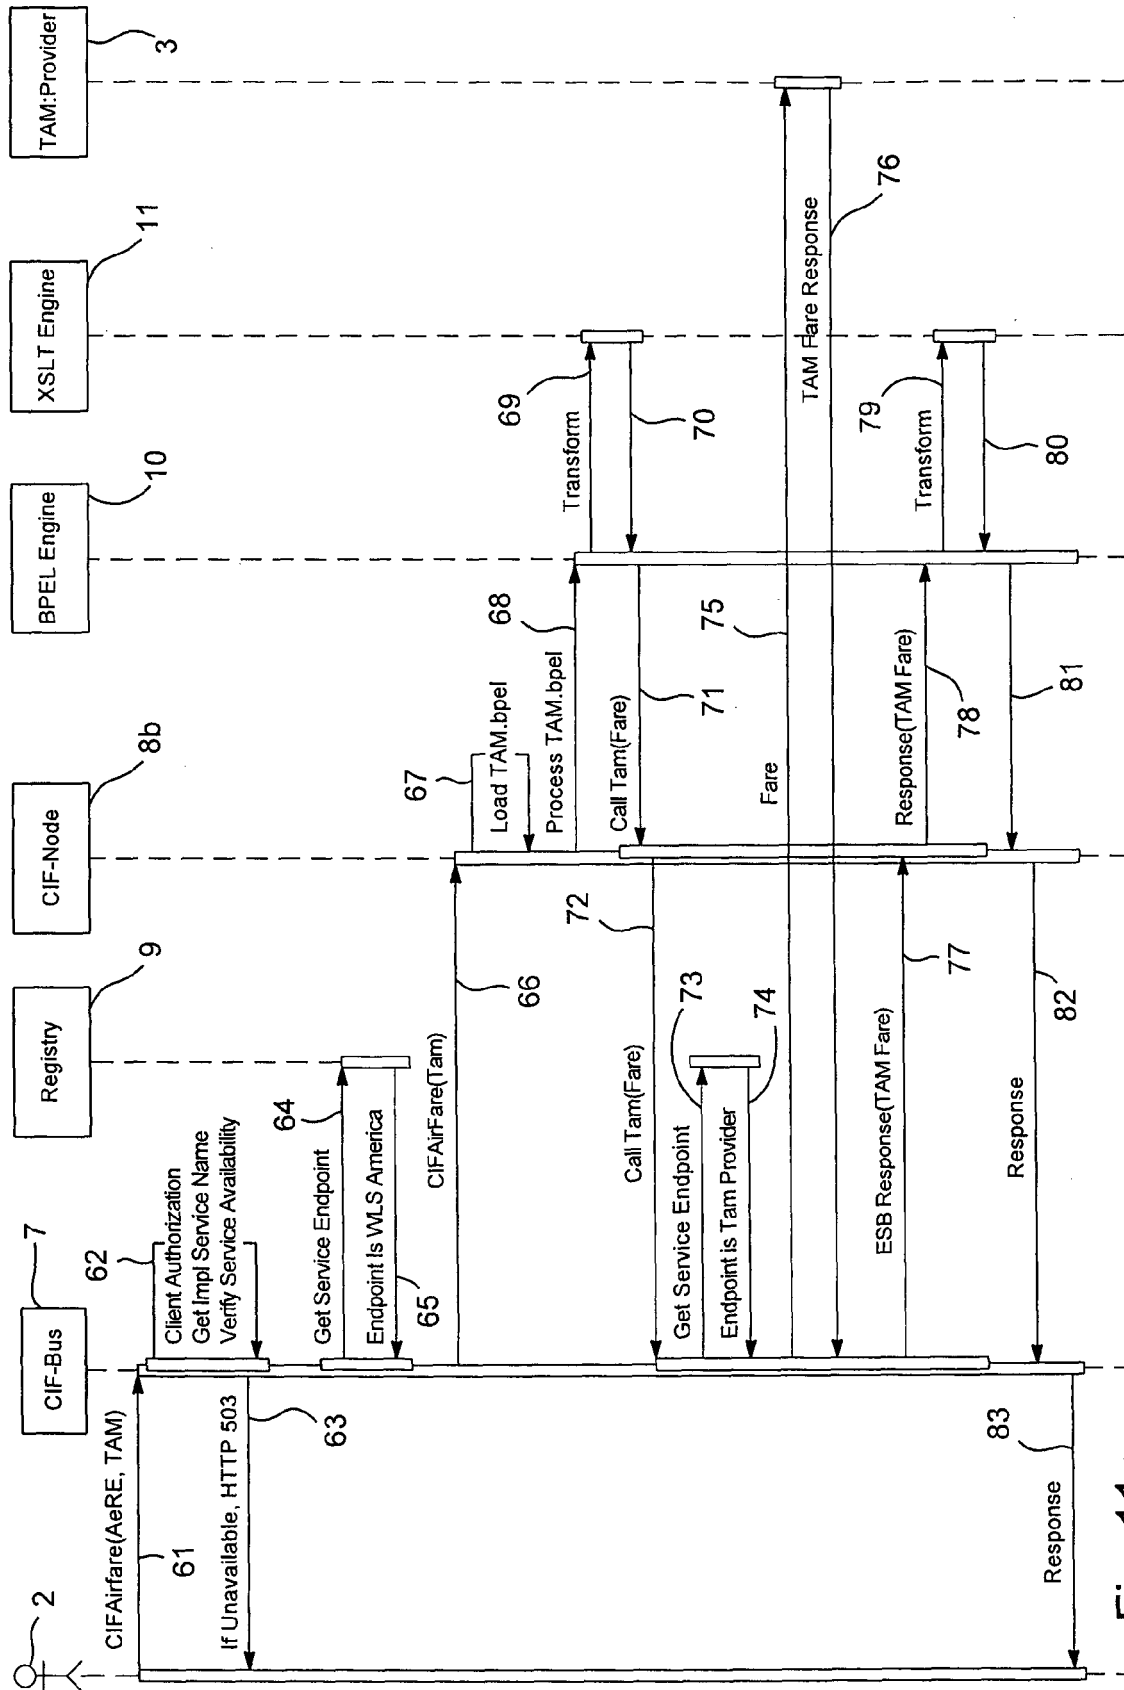 2
CIF-Bus
7
Registry
9
CIF-Node
8b
BPEL Engine
10
XSLT Engine
11
TAM:Provider
3
CIFAirfare(AeRE, TAM)
61
62
Client Authorization
Get Impl Service Name
Verify Service Availability
If Unavailable, HTTP 503
63
Get Service Endpoint
64
Endpoint Is WLS America
65
CIFAirFare(Tam)
66
67
Load TAM.bpel
Process TAM.bpel
68
Transform
69
70
Call Tam(Fare)
71
Call Tam(Fare)
72
Get Service Endpoint
73
Endpoint is Tam Provider
74
Fare
75
TAM Fare Response
76
ESB Response(TAM Fare)
77
Response(TAM Fare)
78
Transform
79
80
81
Response
82
Response
83
Fig. 11